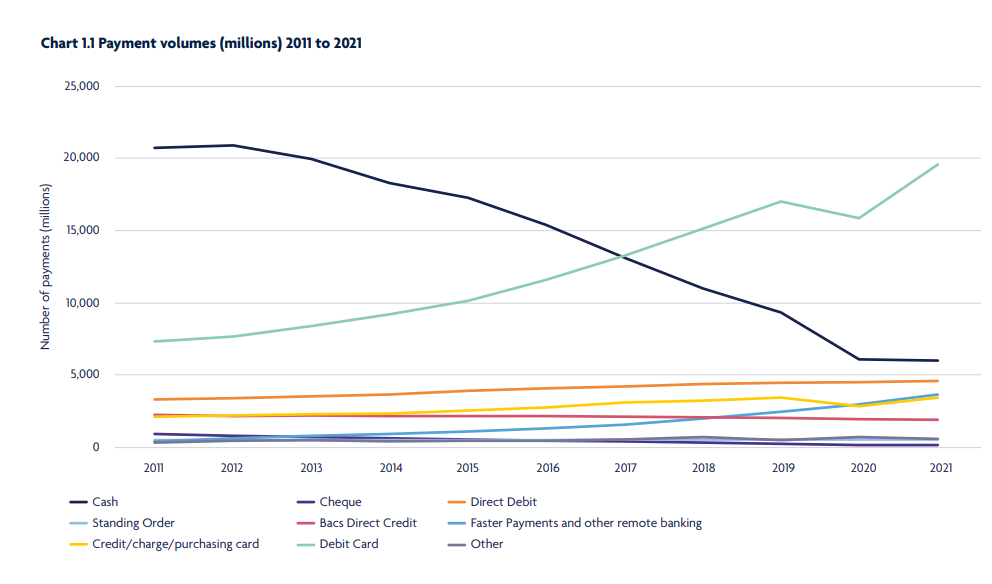 Chart 1.1 Payment volumes (millions) 2011 to 2021
Number of payments (millions)
25,000
20,000
15,000
10,000
5,000
0
2011 2012 2013 2014 2015 2016 2017 2018 2019 2020 2021
Cash Cheque Direct Debit
Standing Order Bacs Direct Credit Faster Payments and other remote banking
Credit/charge/purchasing card Debit Card Other